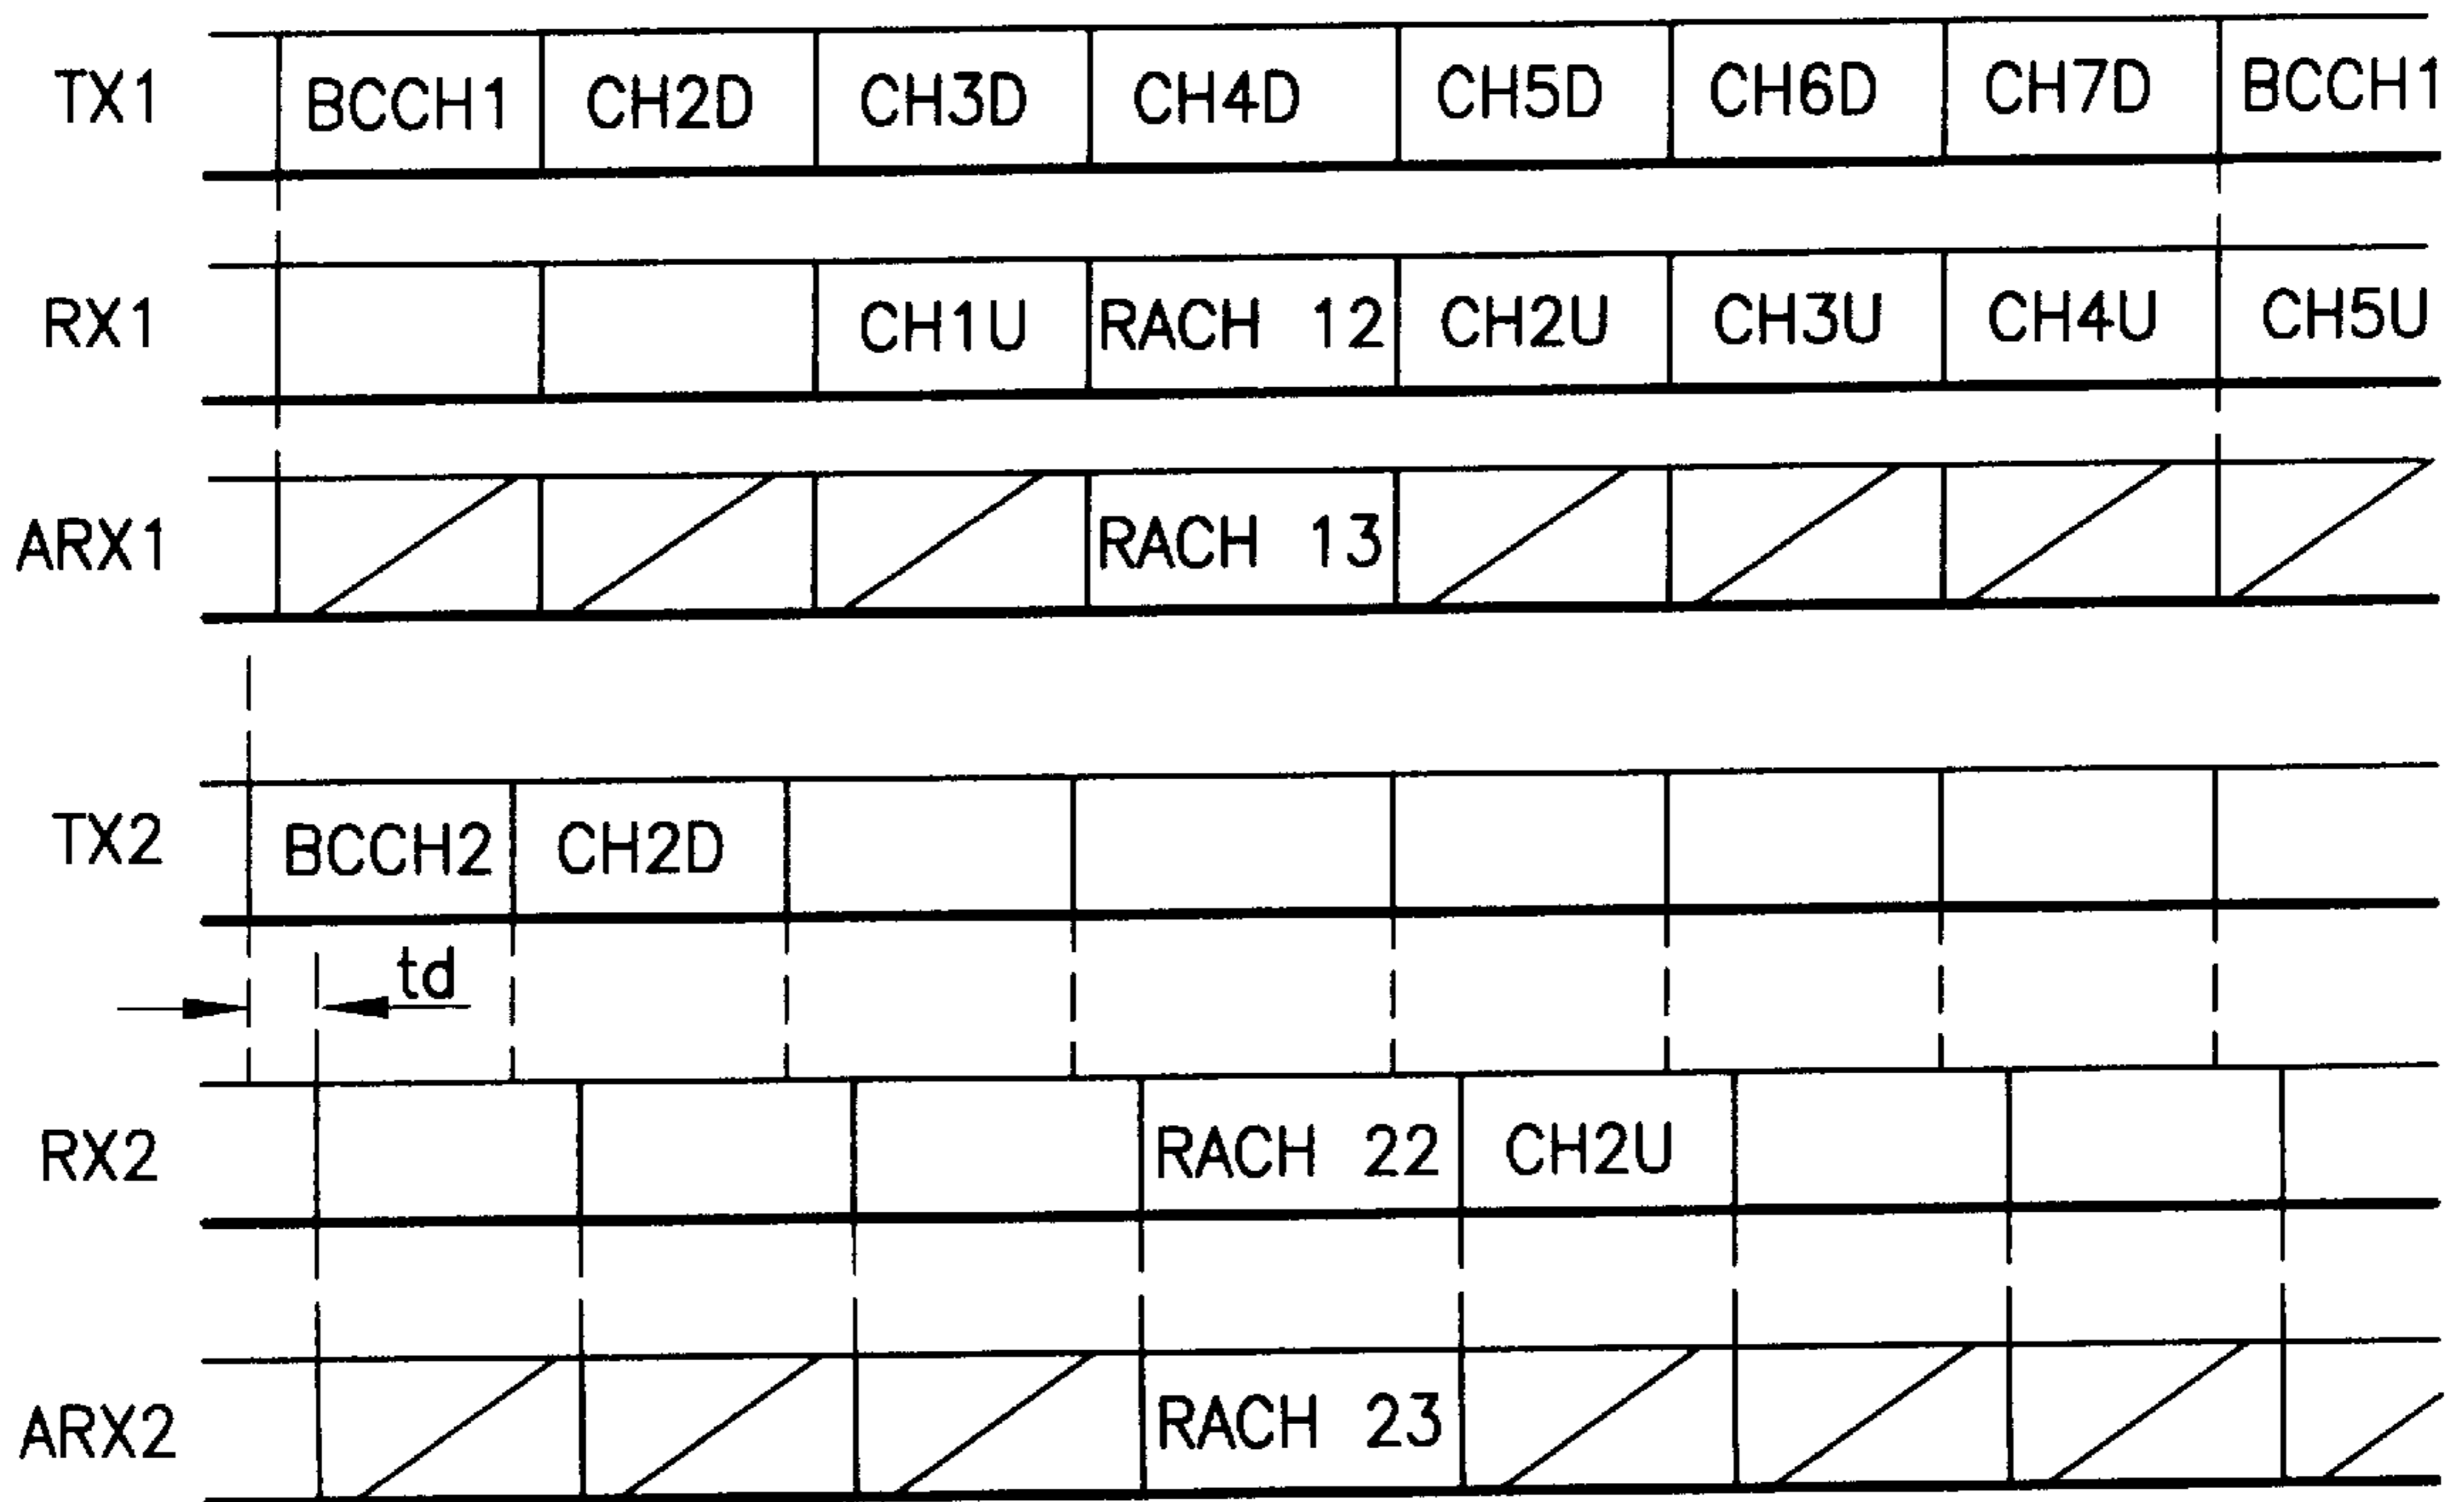 TX1 BCCH1 CH2D CH3D CH4D CH5D CH6D CH7D BCCH1
RX1 CH1U RACH 12 CH2U CH3U CH4U CH5U
ARX1 RACH 13
TX2 BCCH2 CH2D
td
RX2 RACH 22 CH2U
ARX2 RACH 23